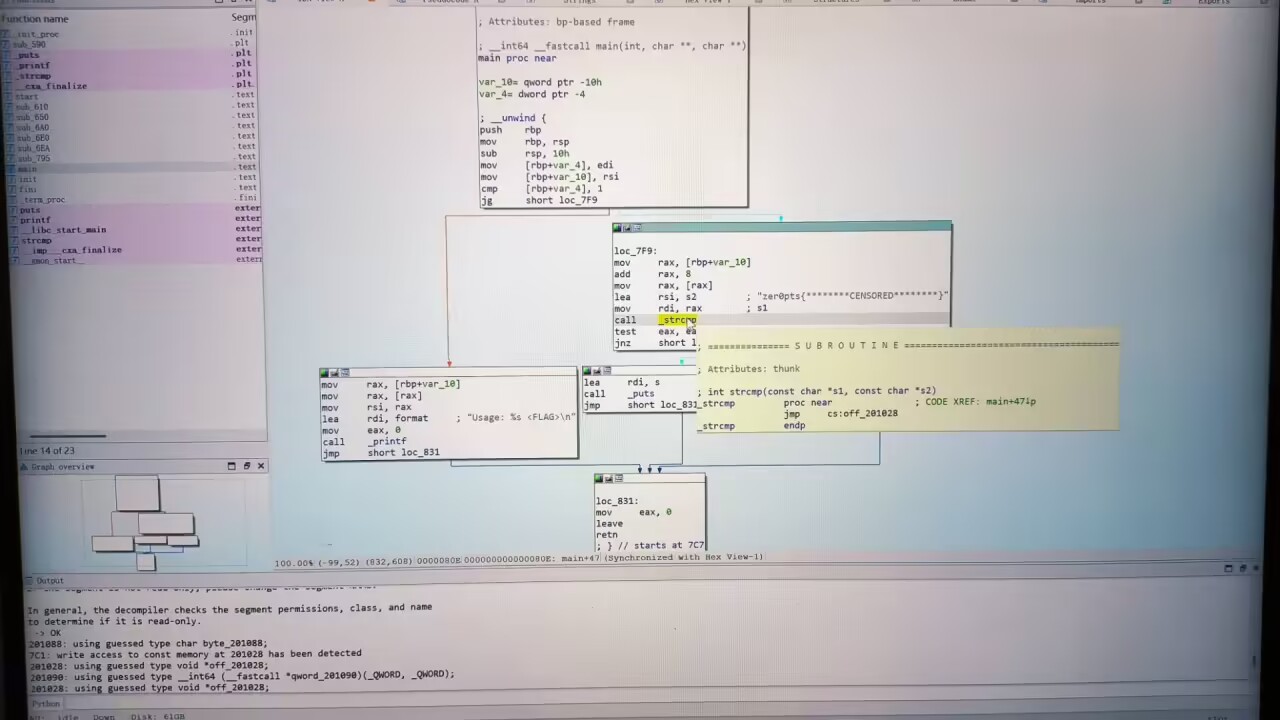 Function name Segm
_init_proc .init
sub_590 .plt
_puts .plt
_printf .plt
_strcmp .plt
__cxa_finalize .plt
start .text
sub_610 .text
sub_650 .text
sub_6A0 .text
sub_6E0 .text
sub_6EA .text
sub_795 .text
main .text
init .text
fini .text
_term_proc .fini
puts exter
printf exter
__libc_start_main exter
strcmp exter
__imp___cxa_finalize exter
__gmon_start__ exter
Line 14 of 23
Graph overview
; Attributes: bp-based frame
; __int64 __fastcall main(int, char **, char **)
main proc near
var_10= qword ptr -10h
var_4= dword ptr -4
; __unwind {
push rbp
mov rbp, rsp
sub rsp, 10h
mov [rbp+var_4], edi
mov [rbp+var_10], rsi
cmp [rbp+var_4], 1
jg short loc_7F9
loc_7F9:
mov rax, [rbp+var_10]
add rax, 8
mov rax, [rax]
lea rsi, s2 ; "zer0pts{********CENSORED********}"
mov rdi, rax ; s1
call _strcmp
test eax, ea
jnz short l
; =============== S U B R O U T I N E =======================================
; Attributes: thunk
; int strcmp(const char *s1, const char *s2)
_strcmp proc near ; CODE XREF: main+47↓p
jmp cs:off_201028
_strcmp endp
mov rax, [rbp+var_10]
mov rax, [rax]
mov rsi, rax
lea rdi, format ; "Usage: %s <FLAG>\n"
mov eax, 0
call _printf
jmp short loc_831
lea rdi, s
call _puts
jmp short loc_831
loc_831:
mov eax, 0
leave
retn
; } // starts at 7C7
100.00% (-99,52) (832,608) 0000080E 000000000000080E: main+47 (Synchronized with Hex View-1)
Output
In general, the decompiler checks the segment permissions, class, and name
to determine if it is read-only.
-> OK
201088: using guessed type char byte_201088;
7C1: write access to const memory at 201028 has been detected
201028: using guessed type void *off_201028;
201090: using guessed type __int64 (__fastcall *qword_201090)(_QWORD, _QWORD);
201028: using guessed type void *off_201028;
Python
idle Down Disk: 61GB